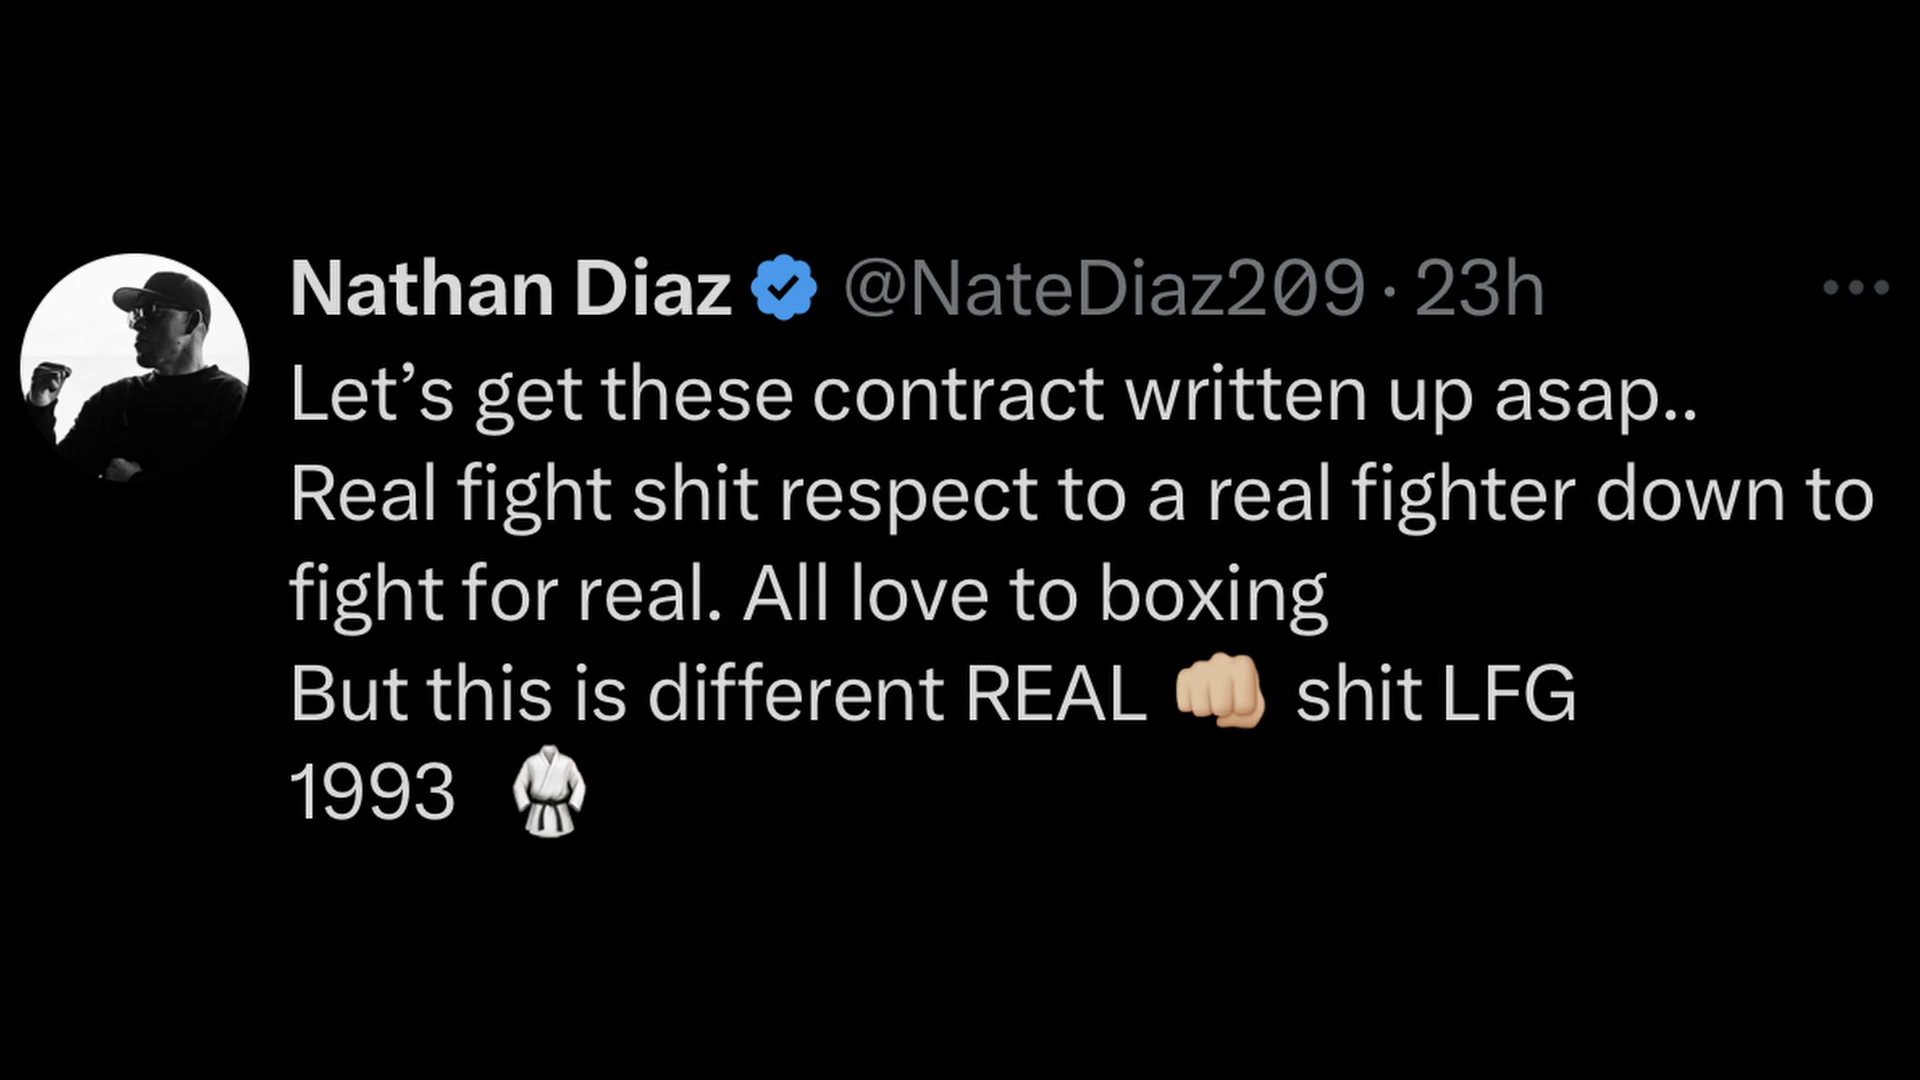 Nathan Diaz @NateDiaz209 · 23h
Let’s get these contract written up asap..
Real fight shit respect to a real fighter down to
fight for real. All love to boxing
But this is different REAL 👊🏼 shit LFG
1993 🥋